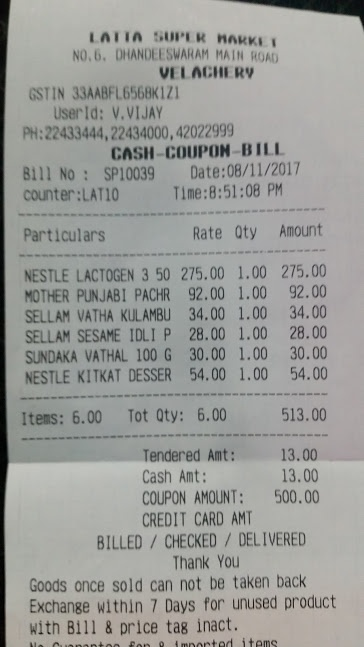 LATTA SUPER MARKET
NO.6. DHANDEESWARAM MAIN ROAD
VELACHERY
GSTIN 33AABFL6568K1Z1
UserId: V.VIJAY
PH:22433444,22434000,42022999
CASH-COUPON-BILL
Bill No : SP10039 Date:08/11/2017
counter:LAT10 Time:8:51:08 PM
Particulars Rate Qty Amount
NESTLE LACTOGEN 3 50 275.00 1.00 275.00
MOTHER PUNJABI PACHR 92.00 1.00 92.00
SELLAM VATHA KULAMBU 34.00 1.00 34.00
SELLAM SESAME IDLI P 28.00 1.00 28.00
SUNDAKA VATHAL 100 G 30.00 1.00 30.00
NESTLE KITKAT DESSER 54.00 1.00 54.00
Items: 6.00 Tot Qty: 6.00 513.00
Tendered Amt: 13.00
Cash Amt: 13.00
COUPON AMOUNT: 500.00
CREDIT CARD AMT
BILLED / CHECKED / DELIVERED
Thank You
Goods once sold can not be taken back
Exchange within 7 Days for unused product
with Bill & price tag inact.
No Guarantee for & imported items